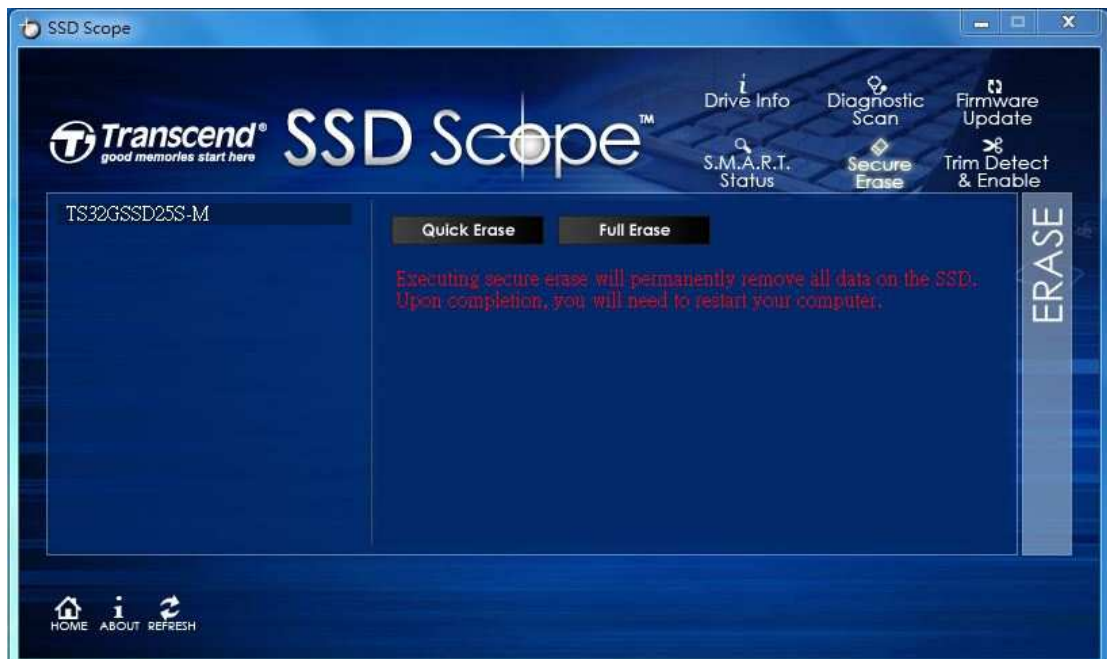 SSD Scope
Transcend®
good memories start here
SSD Scope™
Drive Info
Diagnostic
Scan
Firmware
Update
S.M.A.R.T.
Status
Secure
Erase
Trim Detect
& Enable
TS32GSSD25S-M
Quick Erase
Full Erase
Executing secure erase will permanently remove all data on the SSD.
Upon completion, you will need to restart your computer.
ERASE
HOME
ABOUT
REFRESH